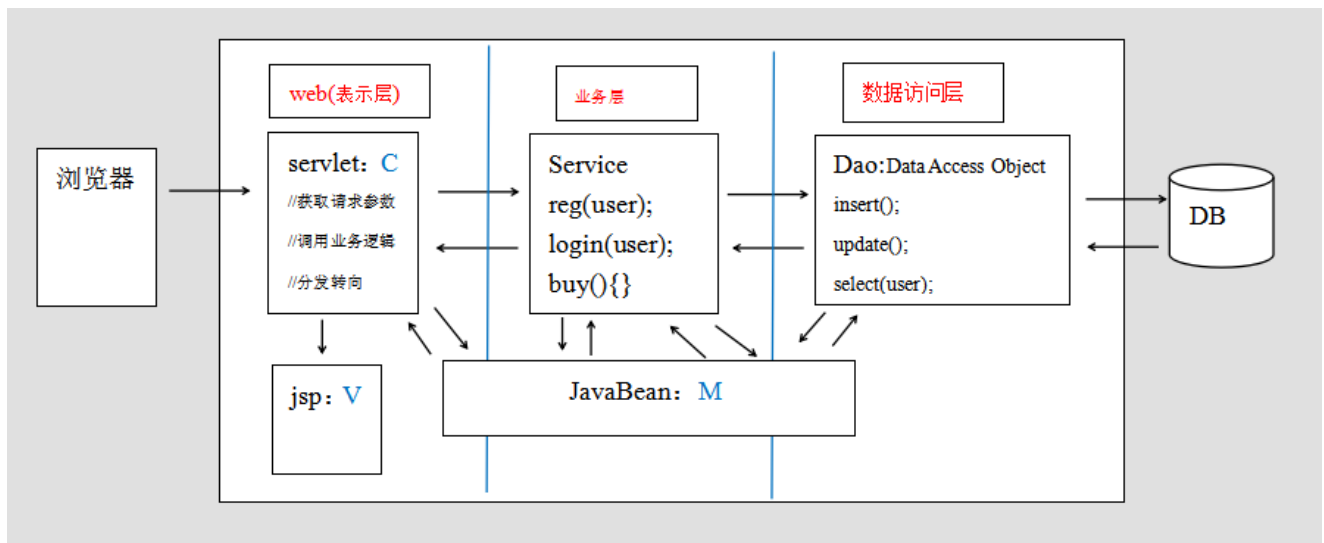 web(表示层)
业务层
数据访问层
浏览器
servlet：C
//获取请求参数
//调用业务逻辑
//分发转向
Service
reg(user);
login(user);
buy(){}
Dao:Data Access Object
insert();
update();
select(user);
DB
jsp：V
JavaBean：M